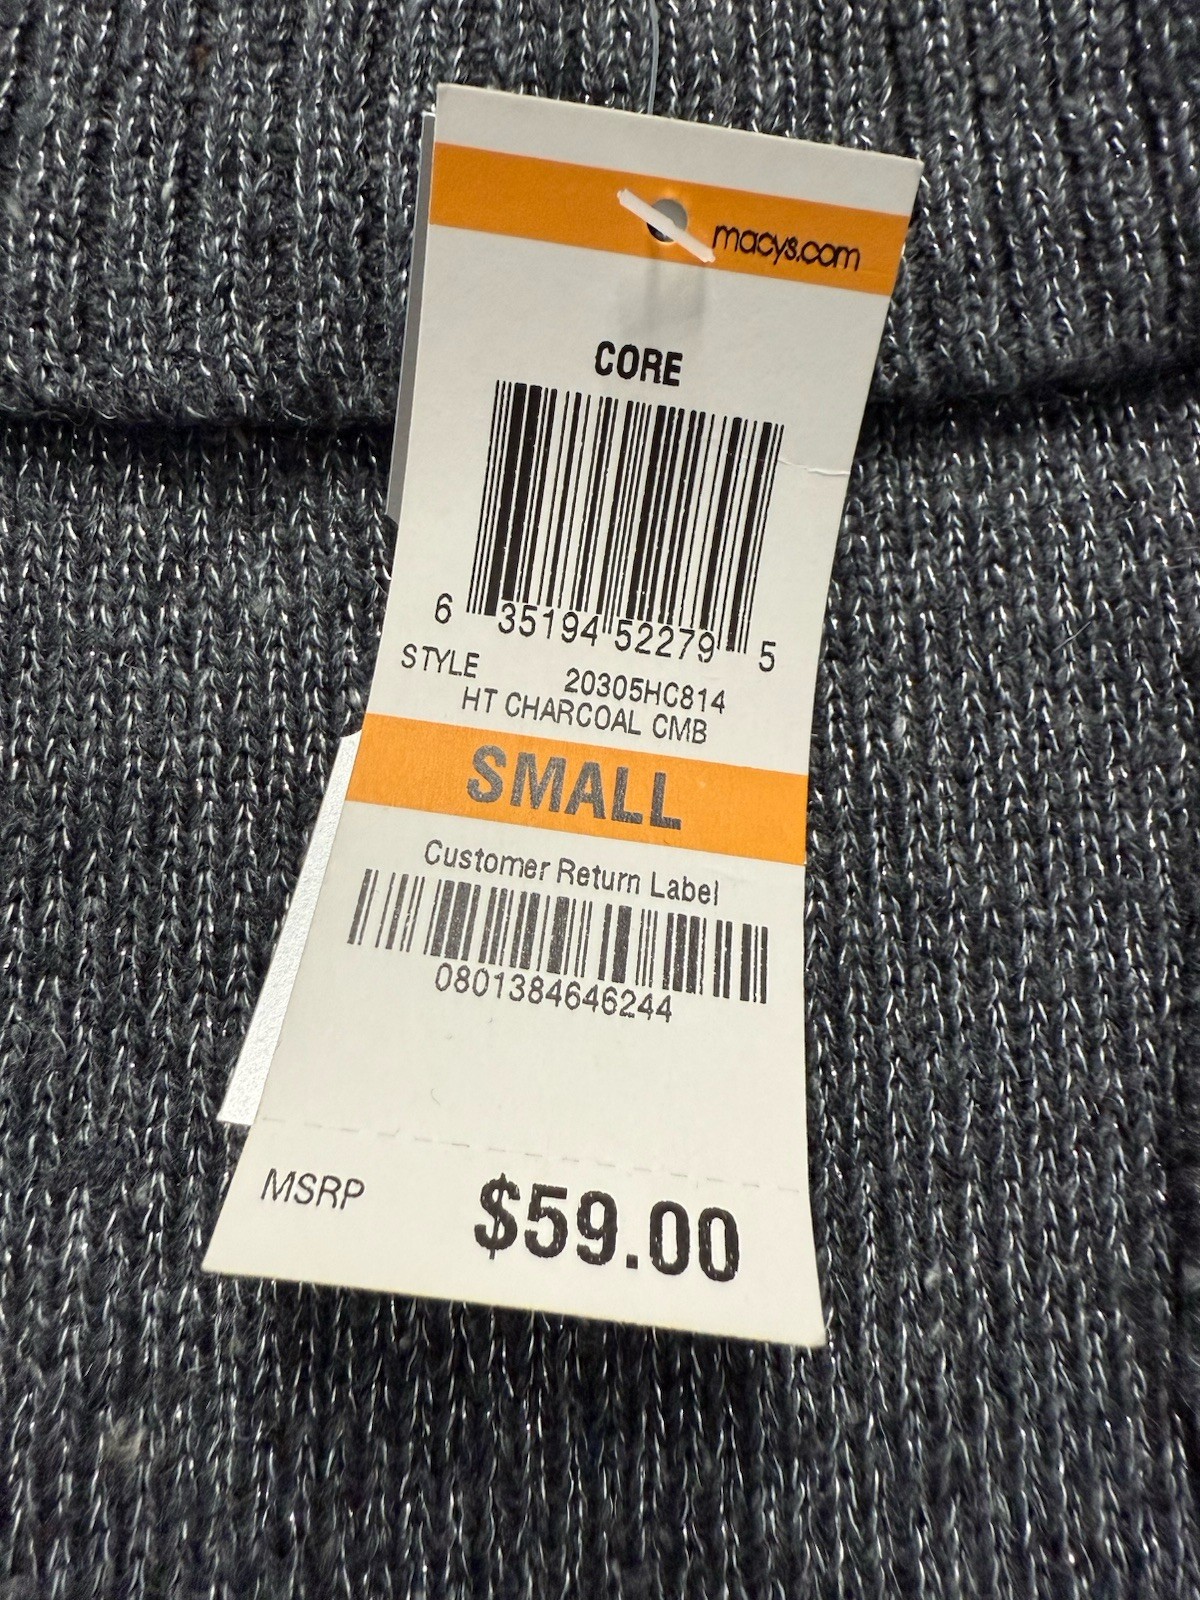 macys.com
CORE
6 35194 52279 5
STYLE 20305HC814
HT CHARCOAL CMB
SMALL
Customer Return Label
0801384646244
MSRP $59.00